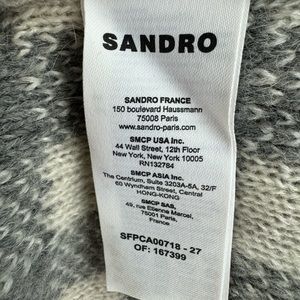 SANDRO
SANDRO FRANCE
150 boulevard Haussmann
75008 Paris
www.sandro-paris.com
SMCP USA Inc.
44 Wall Street, 12th Floor
New York, New York 10005
RN132784
SMCP ASIA Inc.
The Centrium, Suite 3203A-5A, 32/F
60 Wyndham Street, Central
HONG-KONG
SMCP SAS,
49, rue Etienne Marcel,
75001 Paris,
France
SFPCA00718 - 27
OF: 167399